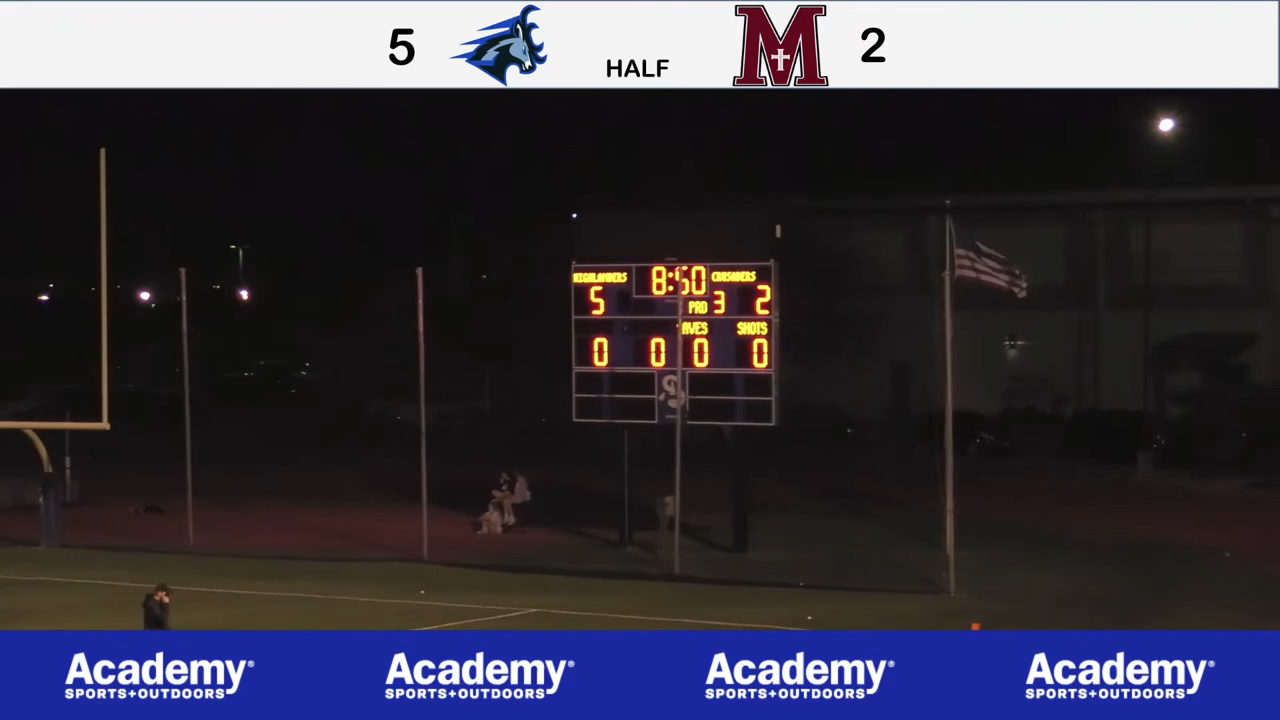 5 HALF M 2
HIGHLANDERS 8:50 CRUSADERS
5 PRD 3 2
AVES SHOTS
0 0 0 0
Academy® Academy® Academy® Academy®
SPORTS+OUTDOORS SPORTS+OUTDOORS SPORTS+OUTDOORS SPORTS+OUTDOORS